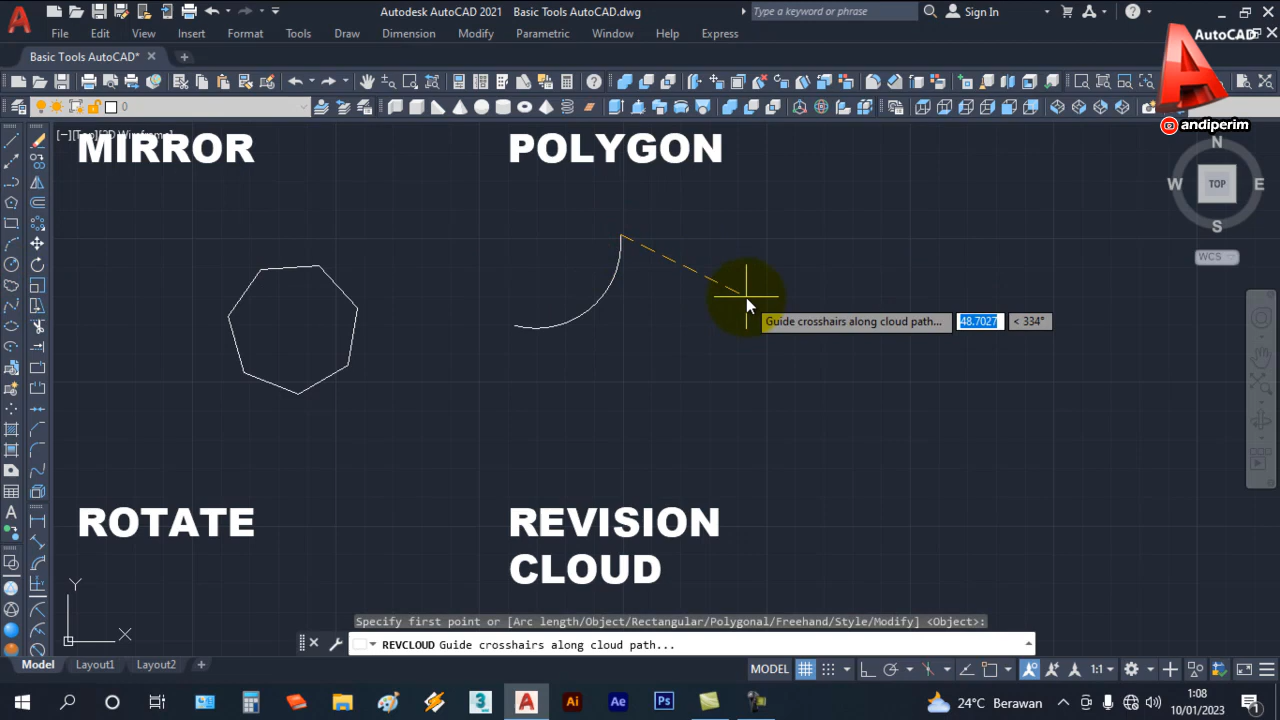 Autodesk AutoCAD 2021 Basic Tools AutoCAD.dwg
Type a keyword or phrase
Sign In
File Edit View Insert Format Tools Draw Dimension Modify Parametric Window Help Express
AutoCAD
Basic Tools AutoCAD*
0
andiperim
[−][Top][2D Wireframe]
MIRROR
POLYGON
N
W
TOP
E
S
WCS
Guide crosshairs along cloud path... 48.7027 < 334°
ROTATE
REVISION
CLOUD
Y
X
Specify first point or [Arc length/Object/Rectangular/Polygonal/Freehand/Style/Modify] <Object>:
REVCLOUD Guide crosshairs along cloud path...
Model Layout1 Layout2
MODEL
1:1
24°C Berawan
1:08
10/01/2023